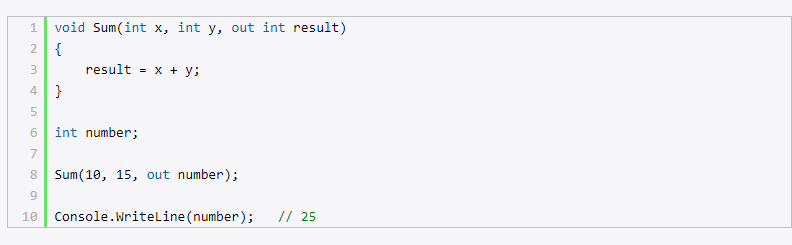 1 void Sum(int x, int y, out int result)
2 {
3     result = x + y;
4 }
5
6 int number;
7
8 Sum(10, 15, out number);
9
10 Console.WriteLine(number);   // 25